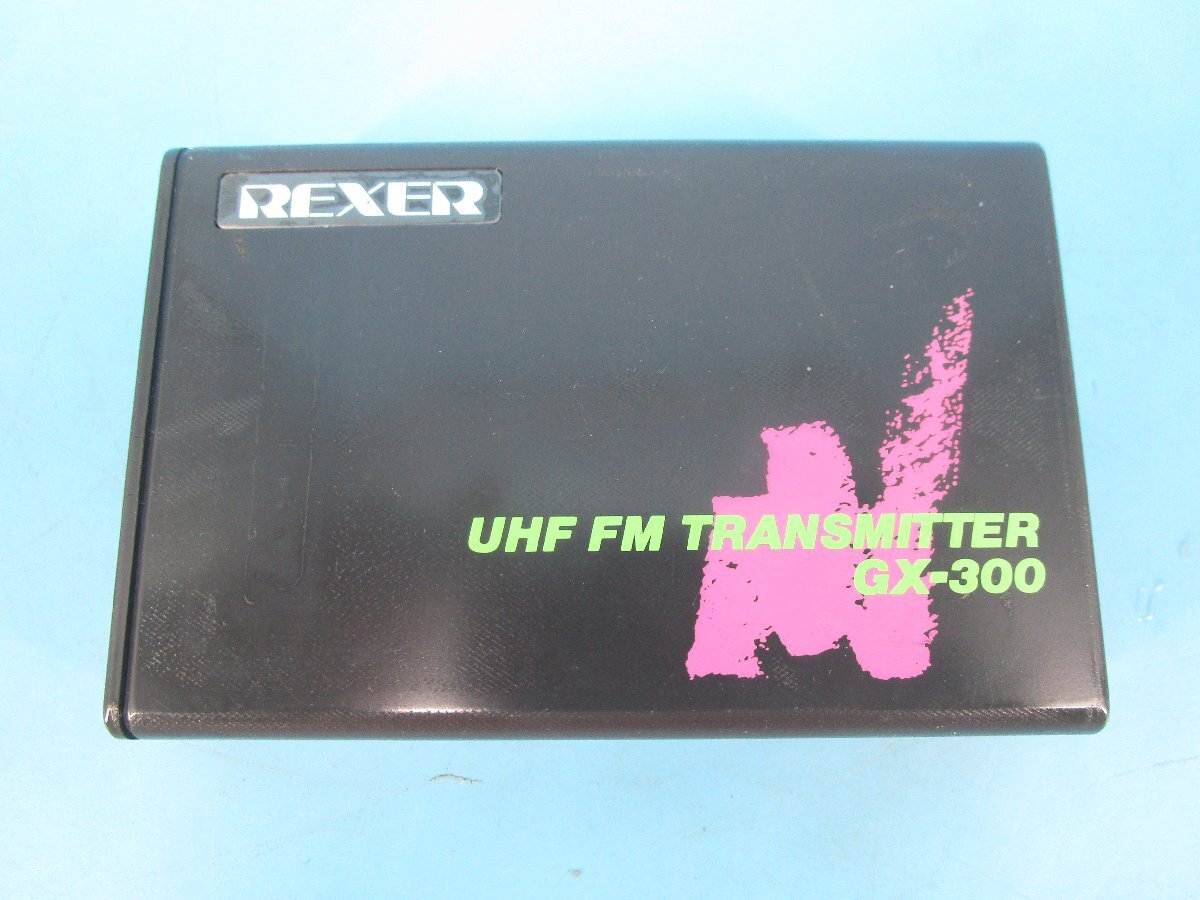 REXER
UHF FM TRANSMITTER
GX-300